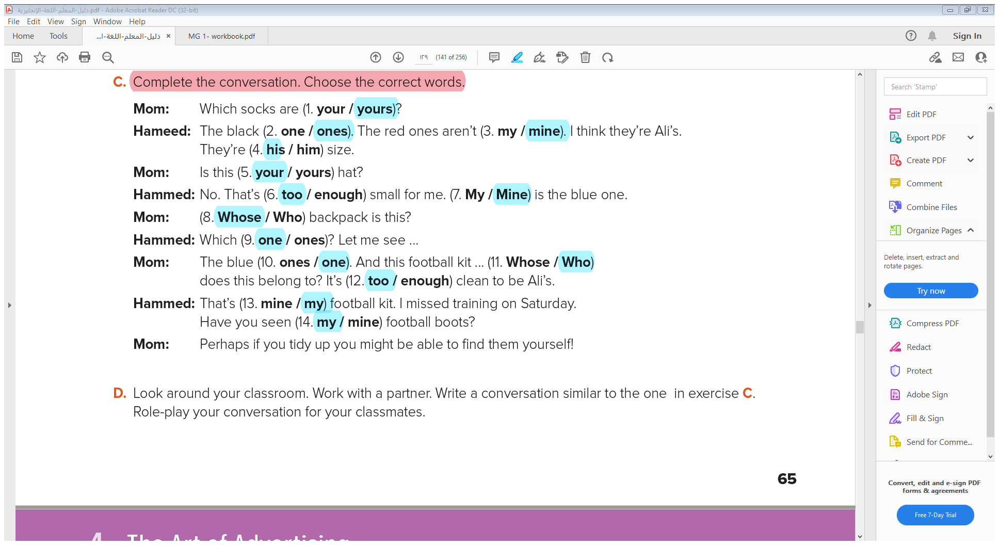 دليل-المعلم-اللغة-الإنجليزية.pdf - Adobe Acrobat Reader DC (32-bit)
File Edit View Sign Window Help
Home Tools دليل-المعلم-اللغة-ا... × MG 1- workbook.pdf Sign In
١٢٩ (141 of 256)
C. Complete the conversation. Choose the correct words.
Mom: Which socks are (1. your / yours)?
Hameed: The black (2. one / ones). The red ones aren't (3. my / mine). I think they're Ali's.
They're (4. his / him) size.
Mom: Is this (5. your / yours) hat?
Hammed: No. That's (6. too / enough) small for me. (7. My / Mine) is the blue one.
Mom: (8. Whose / Who) backpack is this?
Hammed: Which (9. one / ones)? Let me see ...
Mom: The blue (10. ones / one). And this football kit ... (11. Whose / Who)
does this belong to? It's (12. too / enough) clean to be Ali's.
Hammed: That's (13. mine / my) football kit. I missed training on Saturday.
Have you seen (14. my / mine) football boots?
Mom: Perhaps if you tidy up you might be able to find them yourself!
D. Look around your classroom. Work with a partner. Write a conversation similar to the one in exercise C.
Role-play your conversation for your classmates.
65
4 The Art of Advertising
Search 'Stamp'
Edit PDF
Export PDF
Create PDF
Comment
Combine Files
Organize Pages
Delete, insert, extract and
rotate pages.
Try now
Compress PDF
Redact
Protect
Adobe Sign
Fill & Sign
Send for Comme...
Convert, edit and e-sign PDF
forms & agreements
Free 7-Day Trial